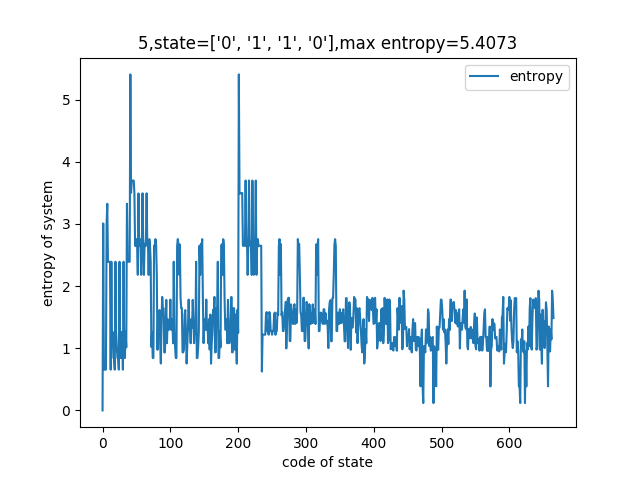 5,state=['0', '1', '1', '0'],max entropy=5.4073
entropy
5
4
3
2
1
0
entropy of system
0 100 200 300 400 500 600
code of state